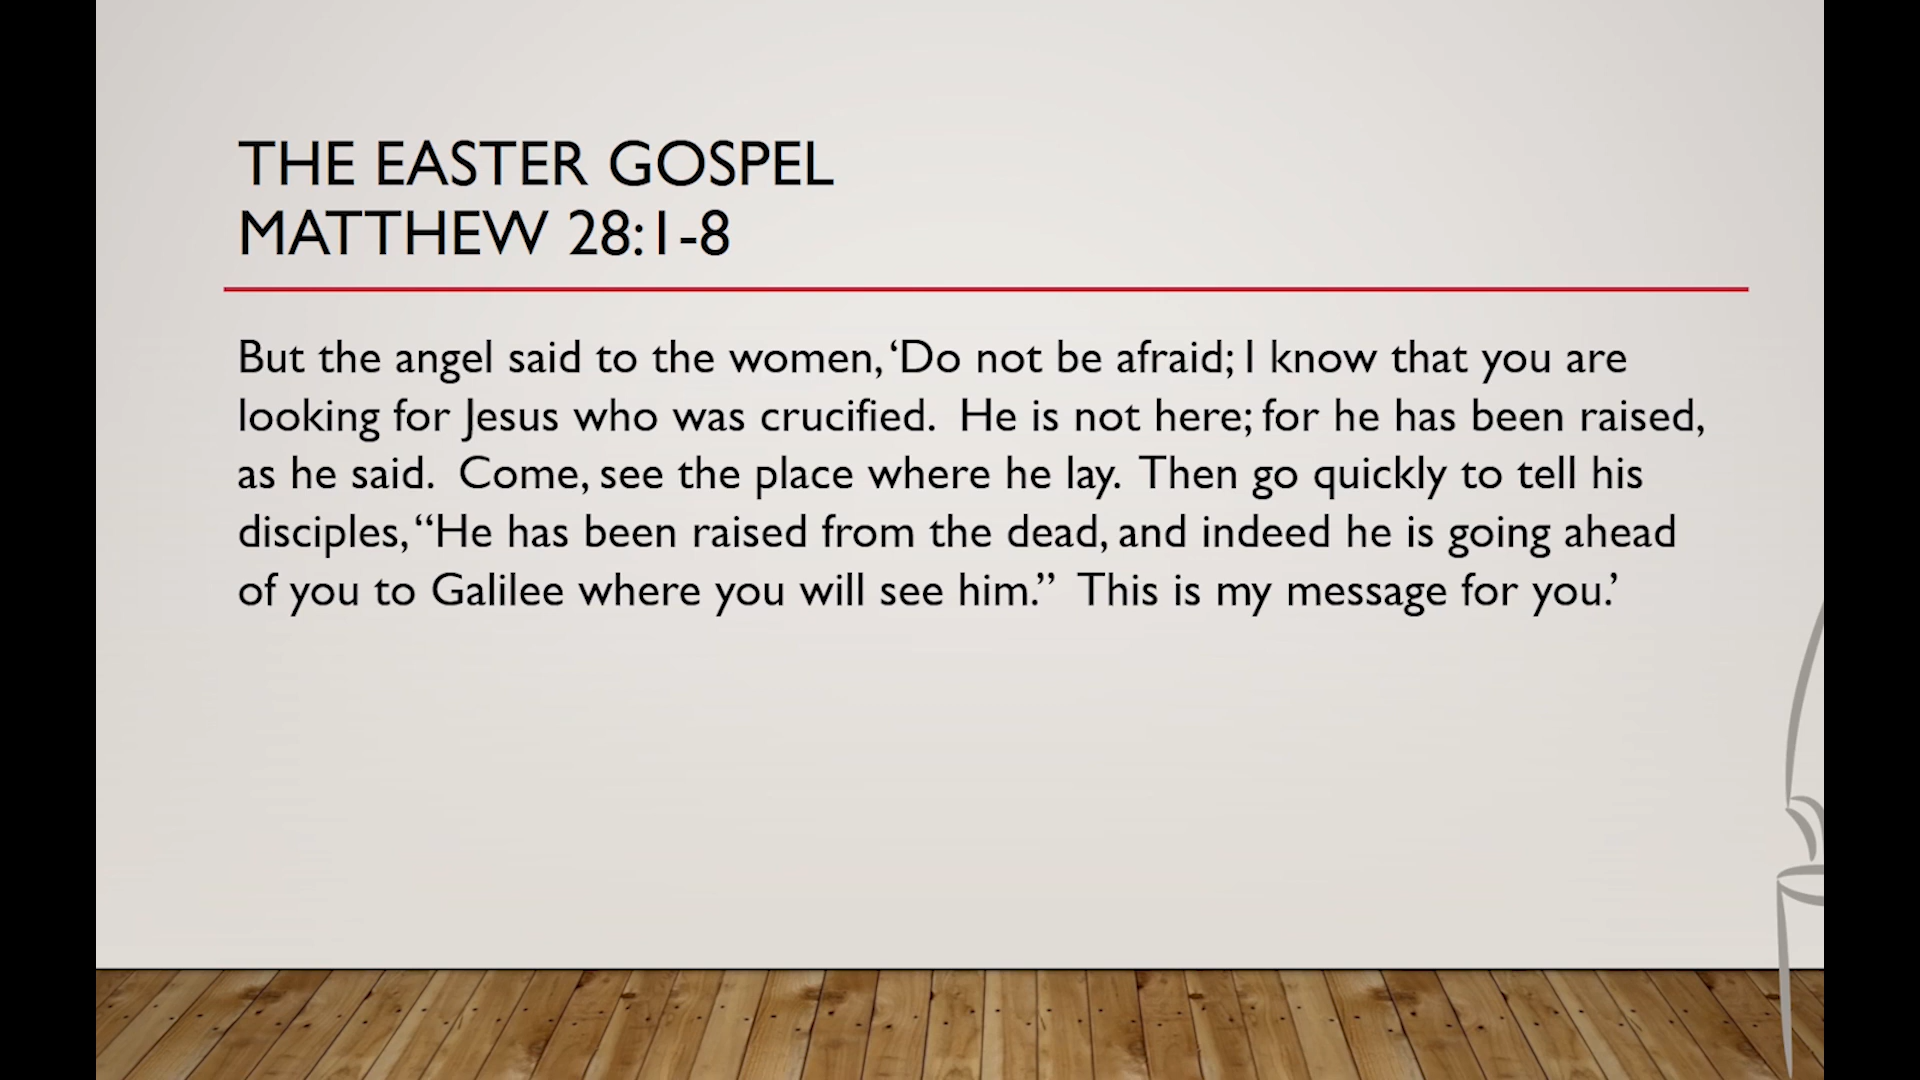 THE EASTER GOSPEL
MATTHEW 28:1-8
But the angel said to the women, ‘Do not be afraid; I know that you are
looking for Jesus who was crucified.  He is not here; for he has been raised,
as he said.  Come, see the place where he lay.  Then go quickly to tell his
disciples, “He has been raised from the dead, and indeed he is going ahead
of you to Galilee where you will see him.”  This is my message for you.’